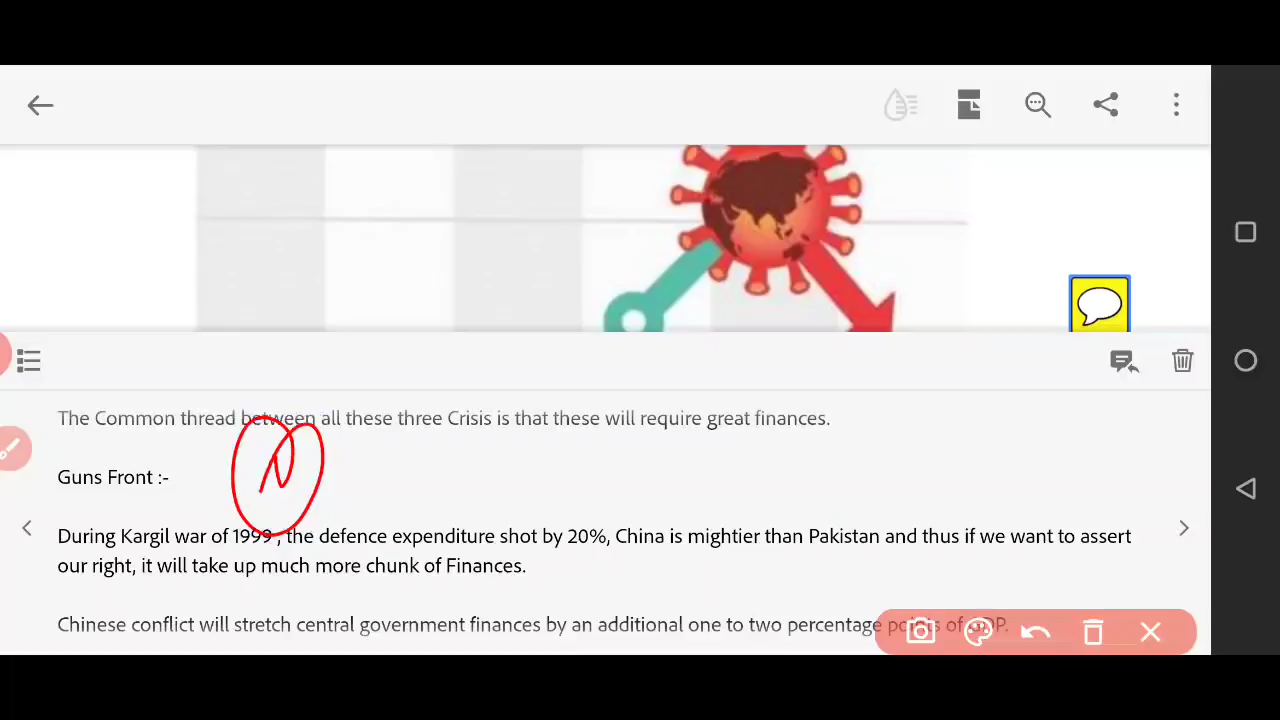 The Common thread between all these three Crisis is that these will require great finances.
Guns Front :-
During Kargil war of 1999 , the defence expenditure shot by 20%, China is mightier than Pakistan and thus if we want to assert
our right, it will take up much more chunk of Finances.
Chinese conflict will stretch central government finances by an additional one to two percentage points of GDP.